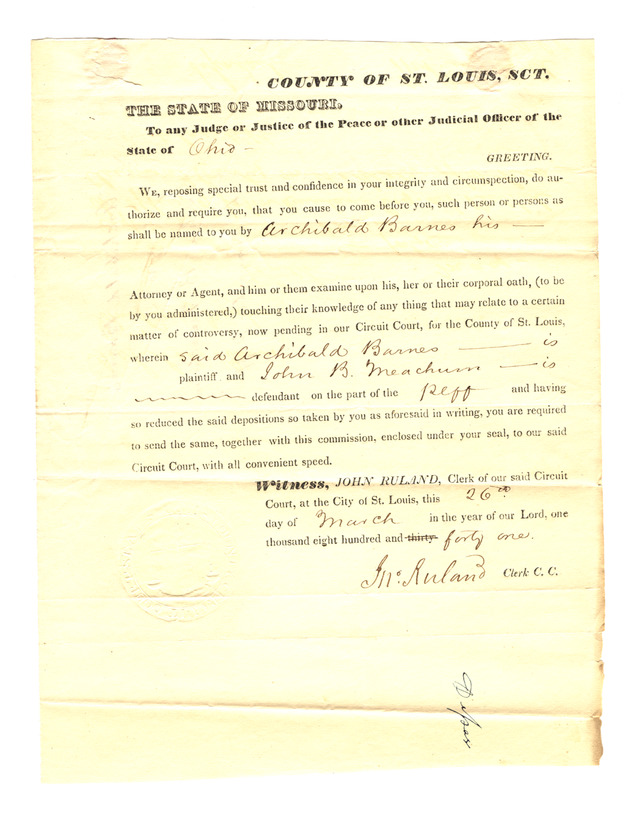 COUNTY OF ST. LOUIS, SCT.
THE STATE OF MISSOURI.
To any Judge or Justice of the Peace or other Judicial Officer of the
State of Ohio —
GREETING.
WE, reposing special trust and confidence in your integrity and circumspection, do au-
thorize and require you, that you cause to come before you, such person or persons as
shall be named to you by Archibald Barnes his —
Attorney or Agent, and him or them examine upon his, her or their corporal oath, (to be
by you administered,) touching their knowledge of any thing that may relate to a certain
matter of controversy, now pending in our Circuit Court, for the County of St. Louis,
wherein said Archibald Barnes — is
plaintiff and John B. Meachum — is
defendant on the part of the Peff and having
so reduced the said depositions so taken by you as aforesaid in writing, you are required
to send the same, together with this commission, enclosed under your seal, to our said
Circuit Court, with all convenient speed.
Witness, JOHN RULAND, Clerk of our said Circuit
Court, at the City of St. Louis, this 26th
day of March in the year of our Lord, one
thousand eight hundred and thirty forty one.
Jno. Ruland Clerk C. C.